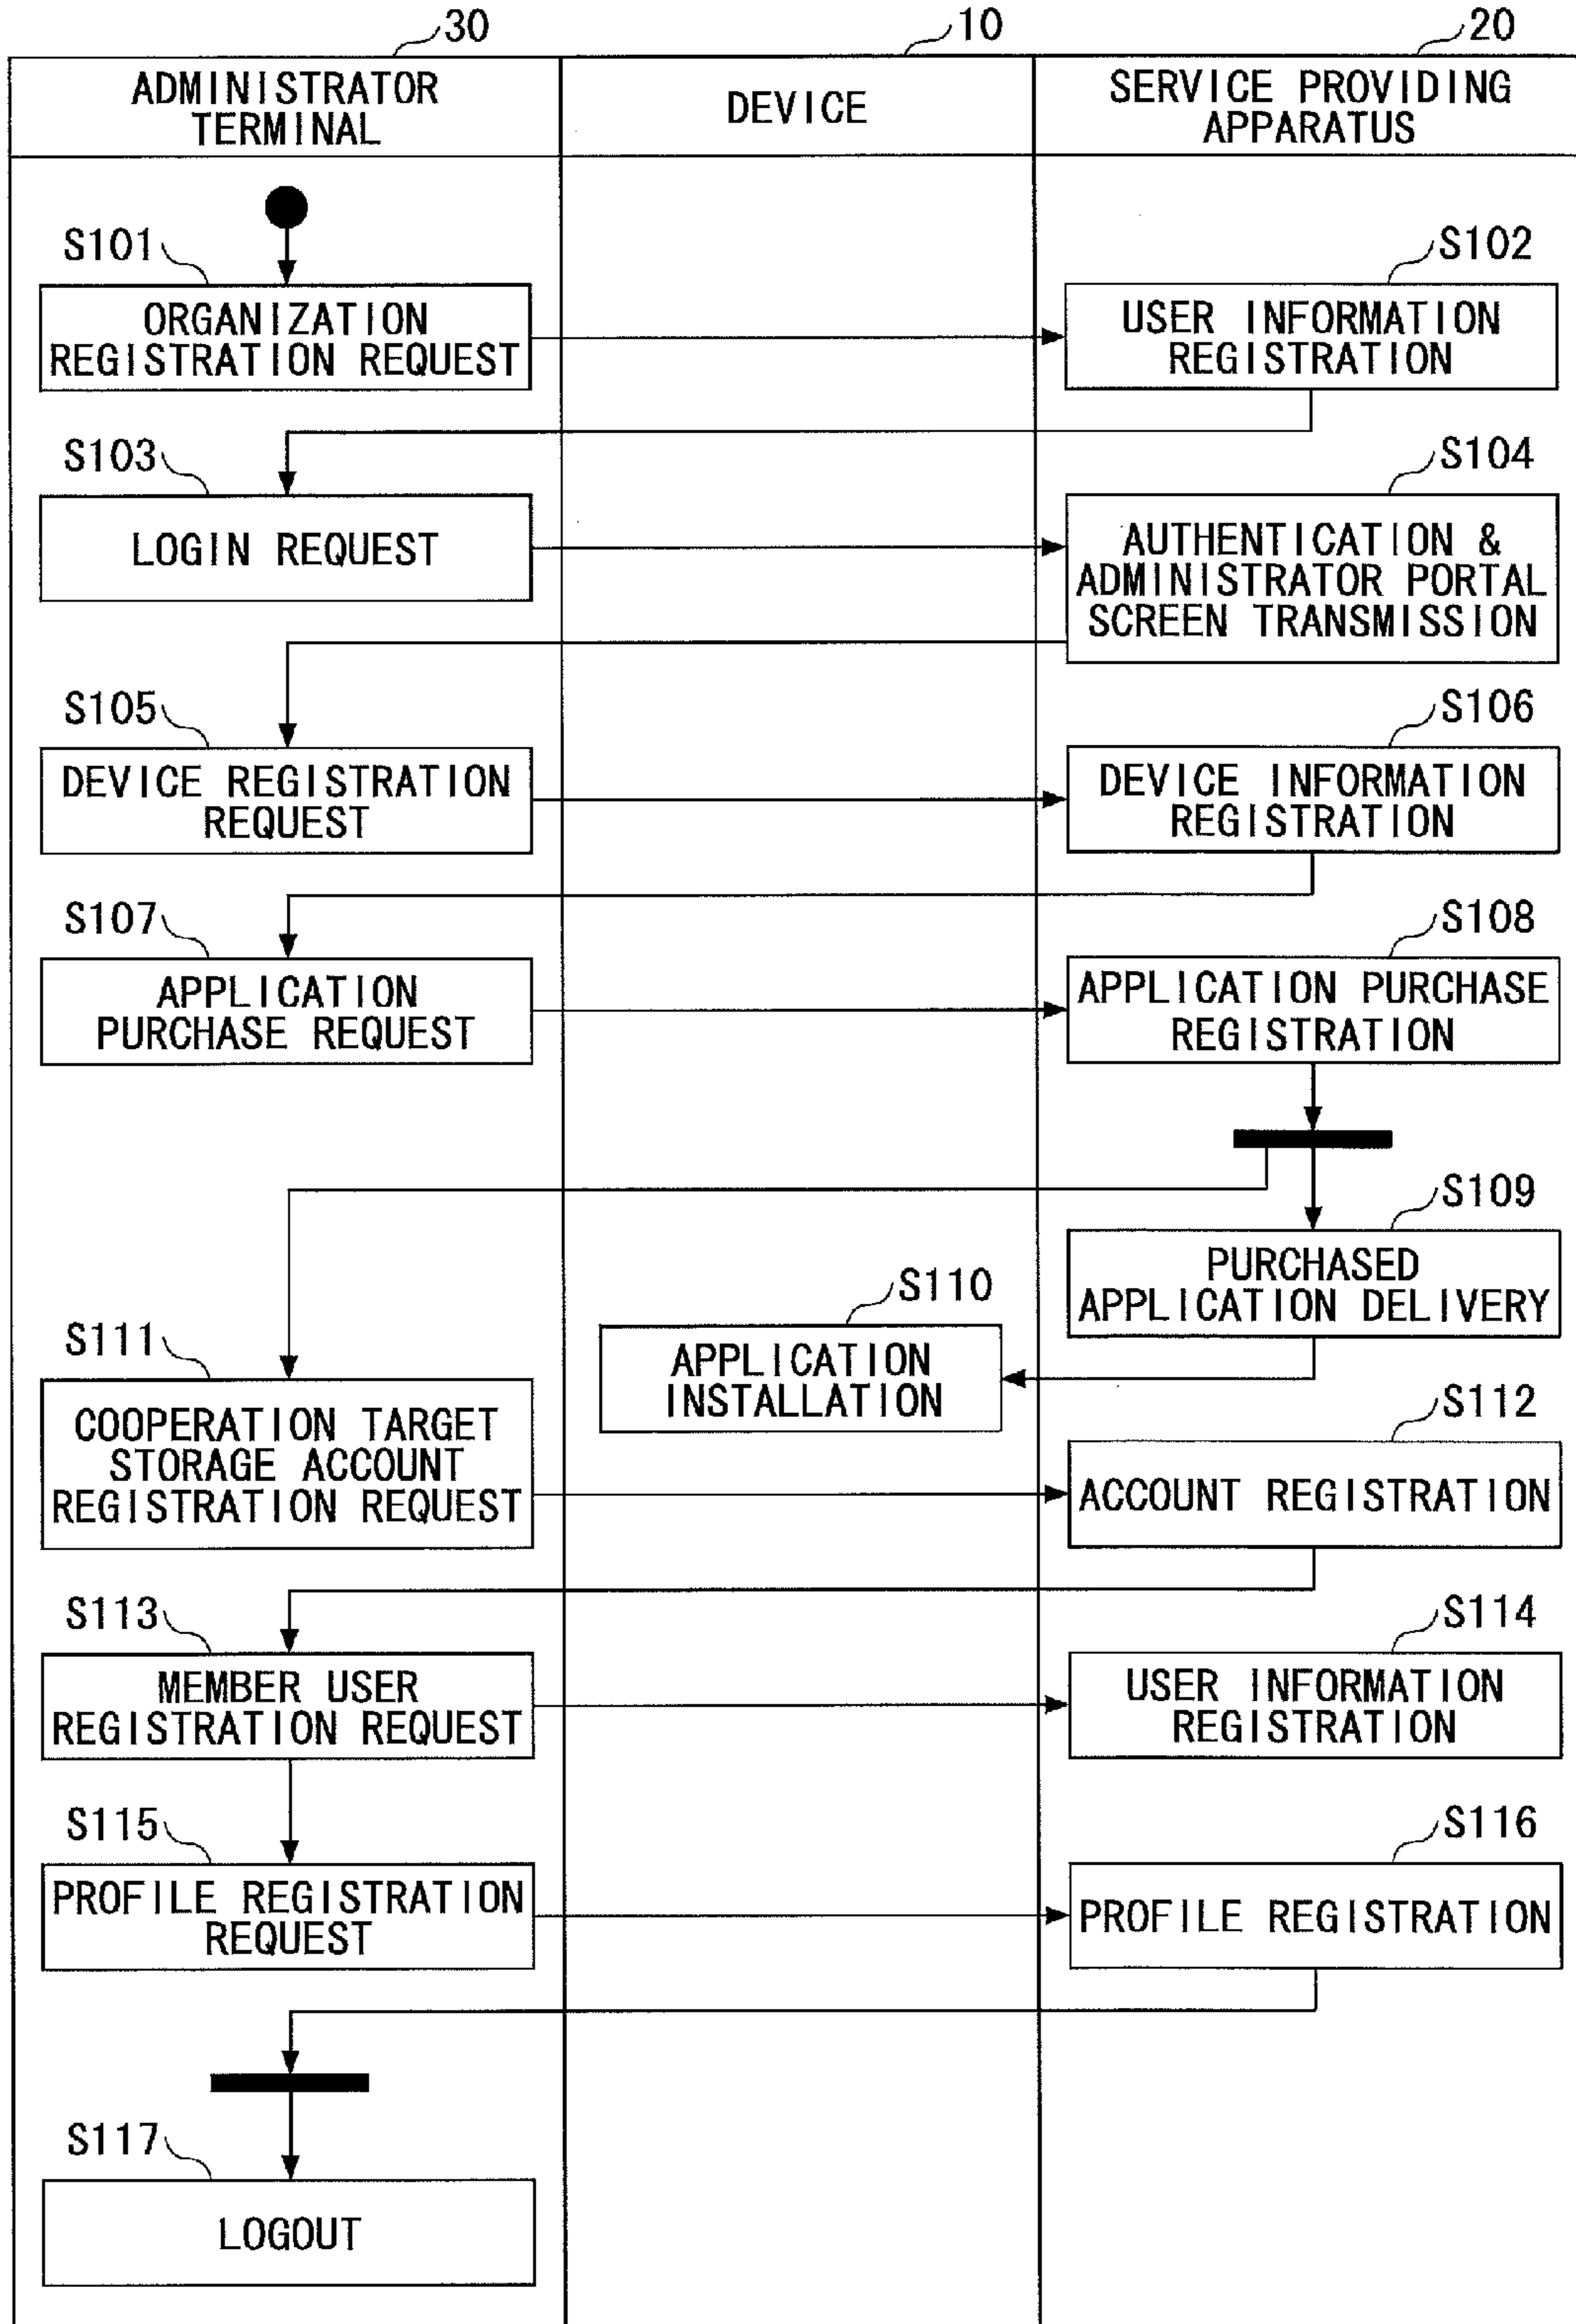 30
10
20
ADMINISTRATOR
TERMINAL
DEVICE
SERVICE PROVIDING
APPARATUS
S101
S102
ORGANIZATION
REGISTRATION REQUEST
USER INFORMATION
REGISTRATION
S103
S104
LOGIN REQUEST
AUTHENTICATION &
ADMINISTRATOR PORTAL
SCREEN TRANSMISSION
S105
S106
DEVICE REGISTRATION
REQUEST
DEVICE INFORMATION
REGISTRATION
S107
S108
APPLICATION
PURCHASE REQUEST
APPLICATION PURCHASE
REGISTRATION
S109
PURCHASED
APPLICATION DELIVERY
S110
APPLICATION
INSTALLATION
S111
COOPERATION TARGET
STORAGE ACCOUNT
REGISTRATION REQUEST
S112
ACCOUNT REGISTRATION
S113
S114
MEMBER USER
REGISTRATION REQUEST
USER INFORMATION
REGISTRATION
S115
S116
PROFILE REGISTRATION
REQUEST
PROFILE REGISTRATION
S117
LOGOUT